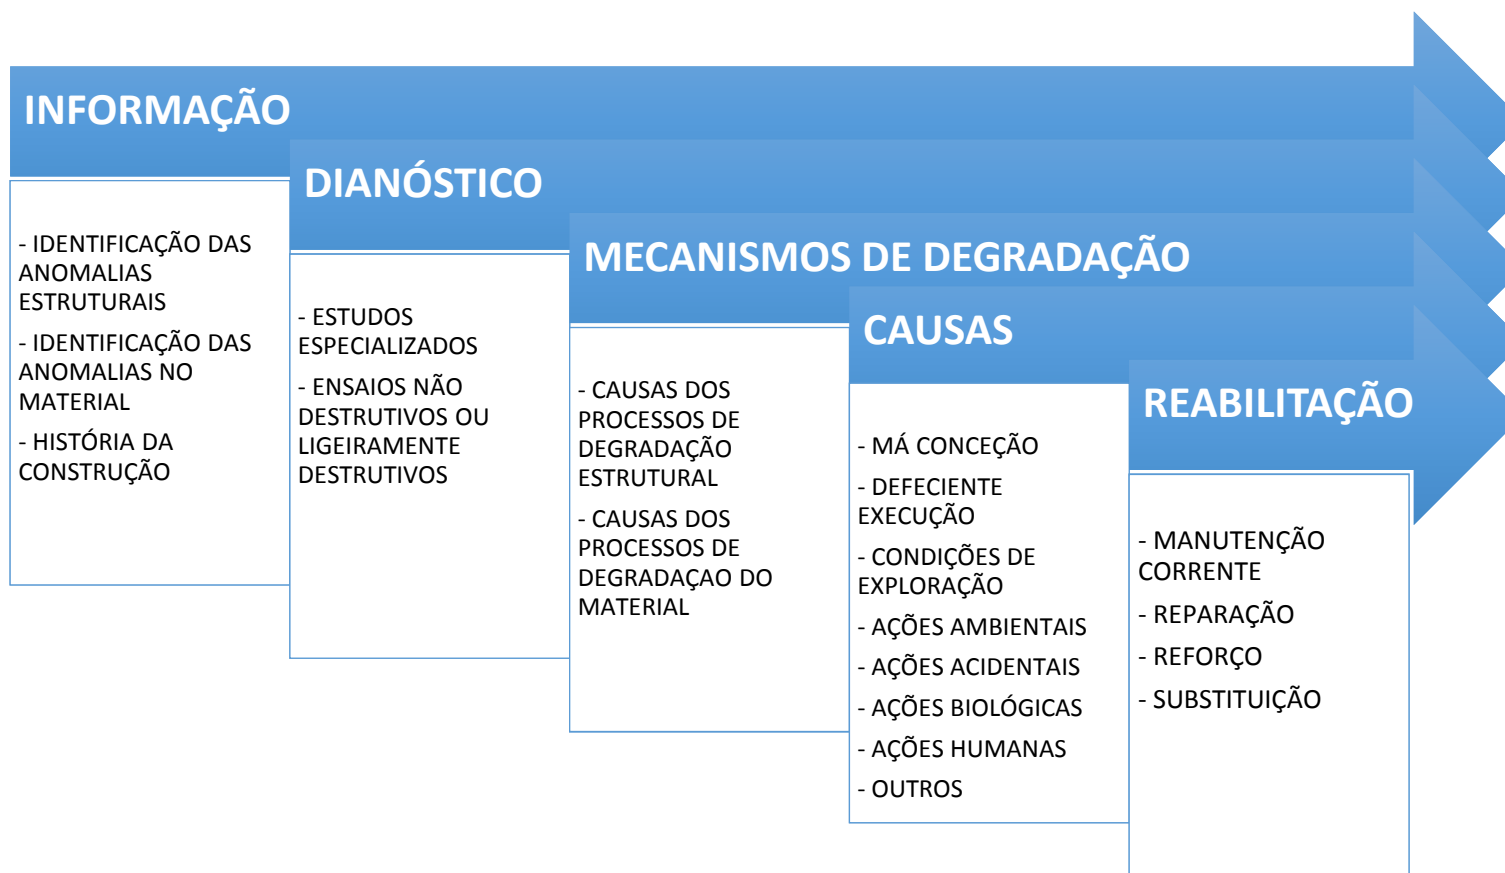 INFORMAÇÃO
- IDENTIFICAÇÃO DAS
ANOMALIAS
ESTRUTURAIS
- IDENTIFICAÇÃO DAS
ANOMALIAS NO
MATERIAL
- HISTÓRIA DA
CONSTRUÇÃO
DIANÓSTICO
- ESTUDOS
ESPECIALIZADOS
- ENSAIOS NÃO
DESTRUTIVOS OU
LIGEIRAMENTE
DESTRUTIVOS
MECANISMOS DE DEGRADAÇÃO
- CAUSAS DOS
PROCESSOS DE
DEGRADAÇÃO
ESTRUTURAL
- CAUSAS DOS
PROCESSOS DE
DEGRADAÇAO DO
MATERIAL
CAUSAS
- MÁ CONCEÇÃO
- DEFECIENTE
EXECUÇÃO
- CONDIÇÕES DE
EXPLORAÇÃO
- AÇÕES AMBIENTAIS
- AÇÕES ACIDENTAIS
- AÇÕES BIOLÓGICAS
- AÇÕES HUMANAS
- OUTROS
REABILITAÇÃO
- MANUTENÇÃO
CORRENTE
- REPARAÇÃO
- REFORÇO
- SUBSTITUIÇÃO